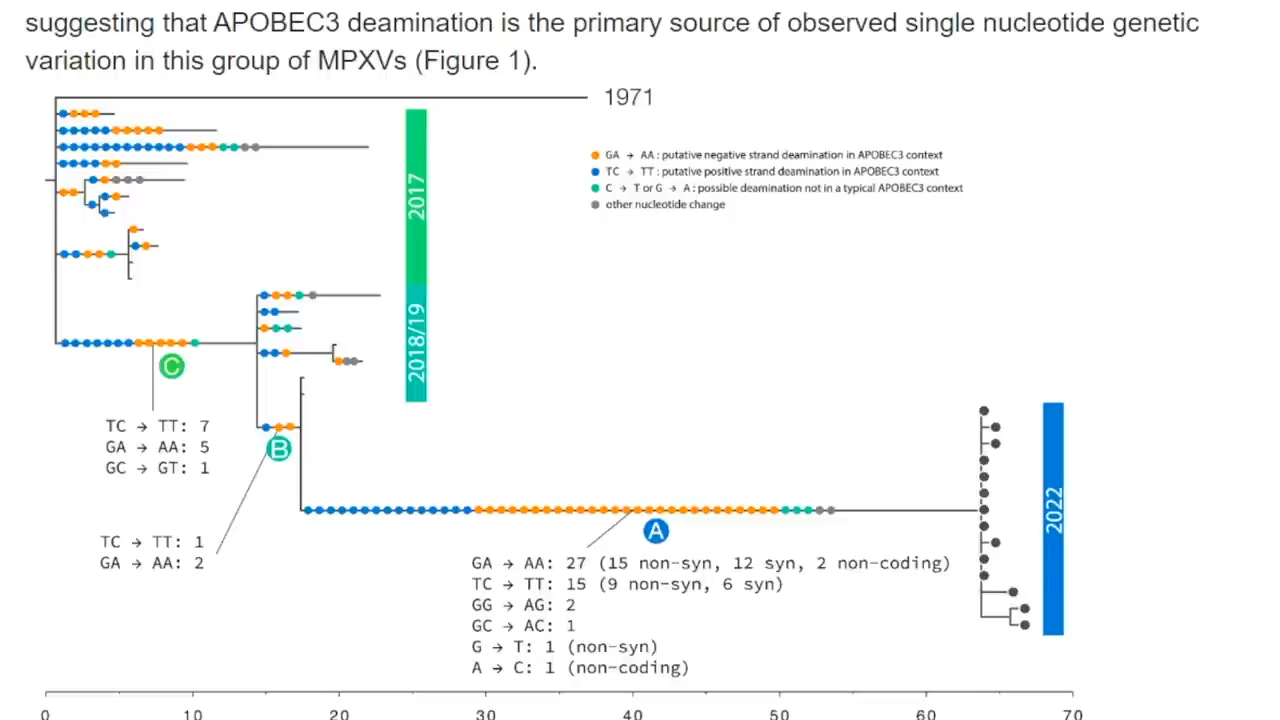 suggesting that APOBEC3 deamination is the primary source of observed single nucleotide genetic
variation in this group of MPXVs (Figure 1).
1971
GA → AA : putative negative strand deamination in APOBEC3 context
TC → TT : putative positive strand deamination in APOBEC3 context
C → T or G → A : possible deamination not in a typical APOBEC3 context
other nucleotide change
2017
2018/19
C
TC → TT: 7
GA → AA: 5
GC → GT: 1
B
TC → TT: 1
GA → AA: 2
A
2022
GA → AA: 27 (15 non-syn, 12 syn, 2 non-coding)
TC → TT: 15 (9 non-syn, 6 syn)
GG → AG: 2
GC → AC: 1
G → T: 1 (non-syn)
A → C: 1 (non-coding)
0 10 20 30 40 50 60 70